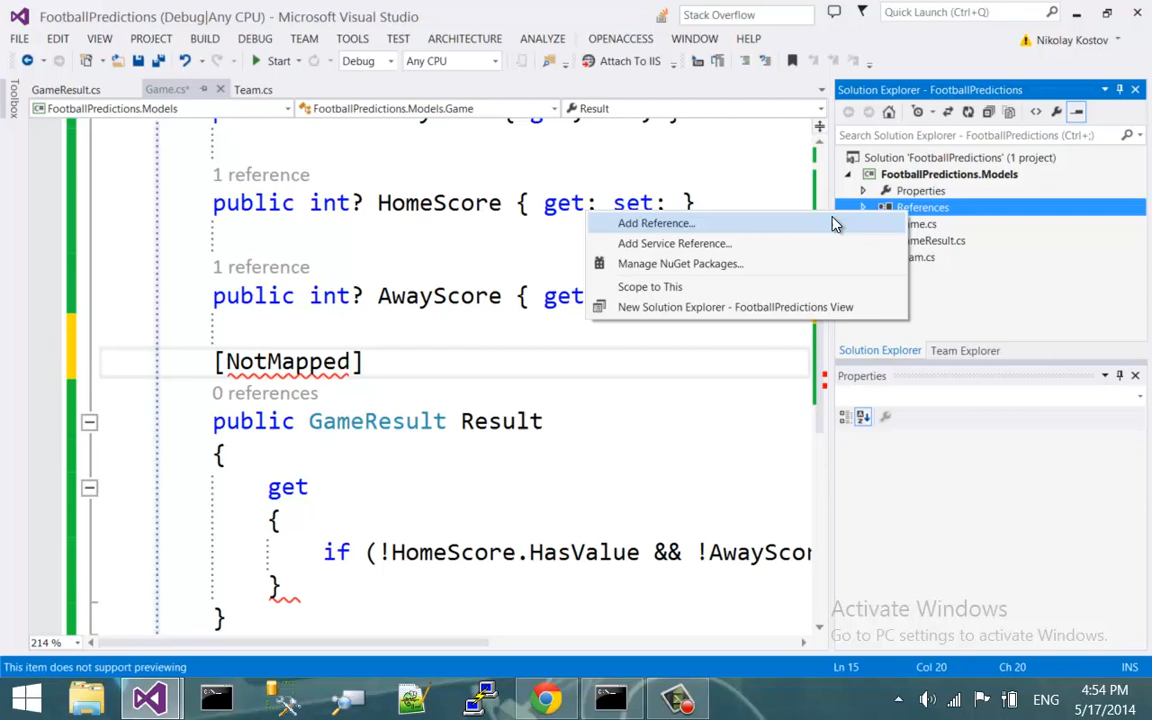 FootballPredictions (Debug|Any CPU) - Microsoft Visual Studio
Stack Overflow
Quick Launch (Ctrl+Q)
FILE EDIT VIEW PROJECT BUILD DEBUG TEAM TOOLS TEST ARCHITECTURE ANALYZE OPENACCESS WINDOW HELP
Nikolay Kostov
Start Debug Any CPU Attach To IIS
Toolbox
GameResult.cs Game.cs* Team.cs
FootballPredictions.Models FootballPredictions.Models.Game Result
1 reference
public int? HomeScore { get; set; }
1 reference
public int? AwayScore { get
[NotMapped]
0 references
public GameResult Result
{
get
{
if (!HomeScore.HasValue && !AwayScor
}
}
Add Reference...
Add Service Reference...
Manage NuGet Packages...
Scope to This
New Solution Explorer - FootballPredictions View
Solution Explorer - FootballPredictions
Search Solution Explorer - FootballPredictions (Ctrl+;)
Solution 'FootballPredictions' (1 project)
FootballPredictions.Models
Properties
References
me.cs
meResult.cs
am.cs
Solution Explorer Team Explorer
Properties
Activate Windows
Go to PC settings to activate Windows.
214 %
This item does not support previewing
Ln 15 Col 20 Ch 20 INS
ENG
4:54 PM
5/17/2014